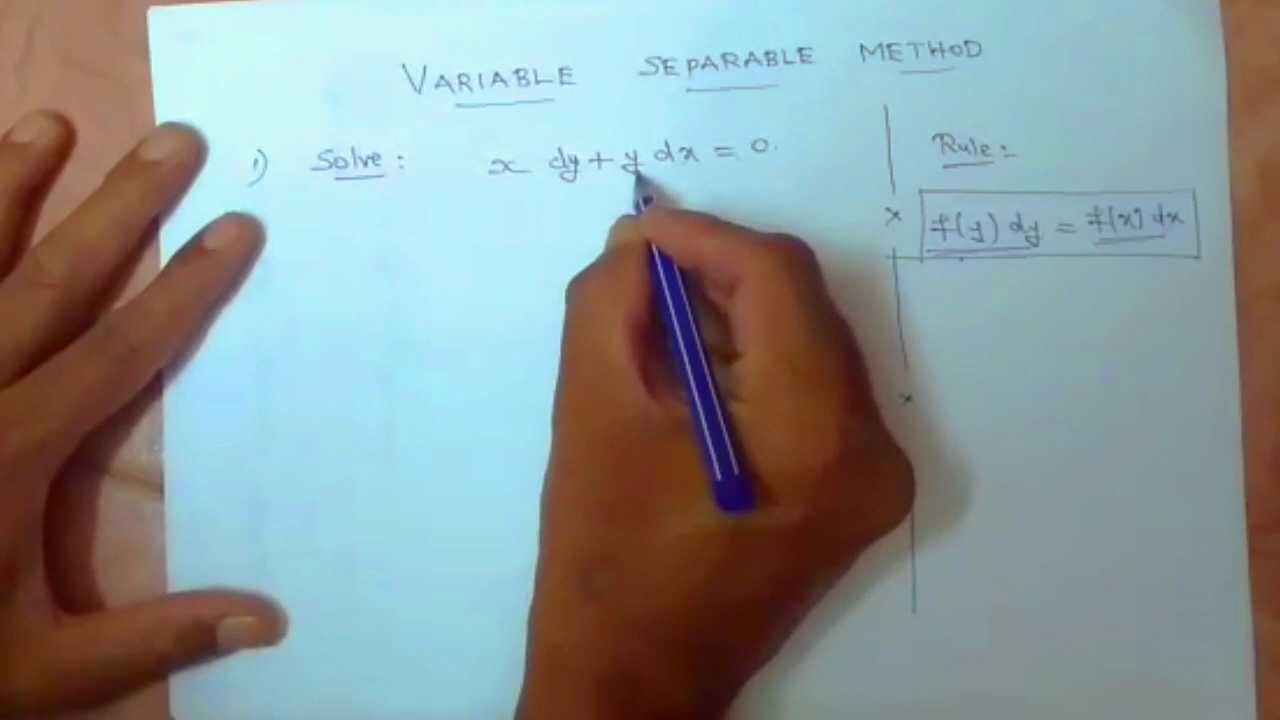 VARIABLE SEPARABLE METHOD
1) Solve : x dy + y dx = 0.
Rule :-
f(y) dy = f(x) dx